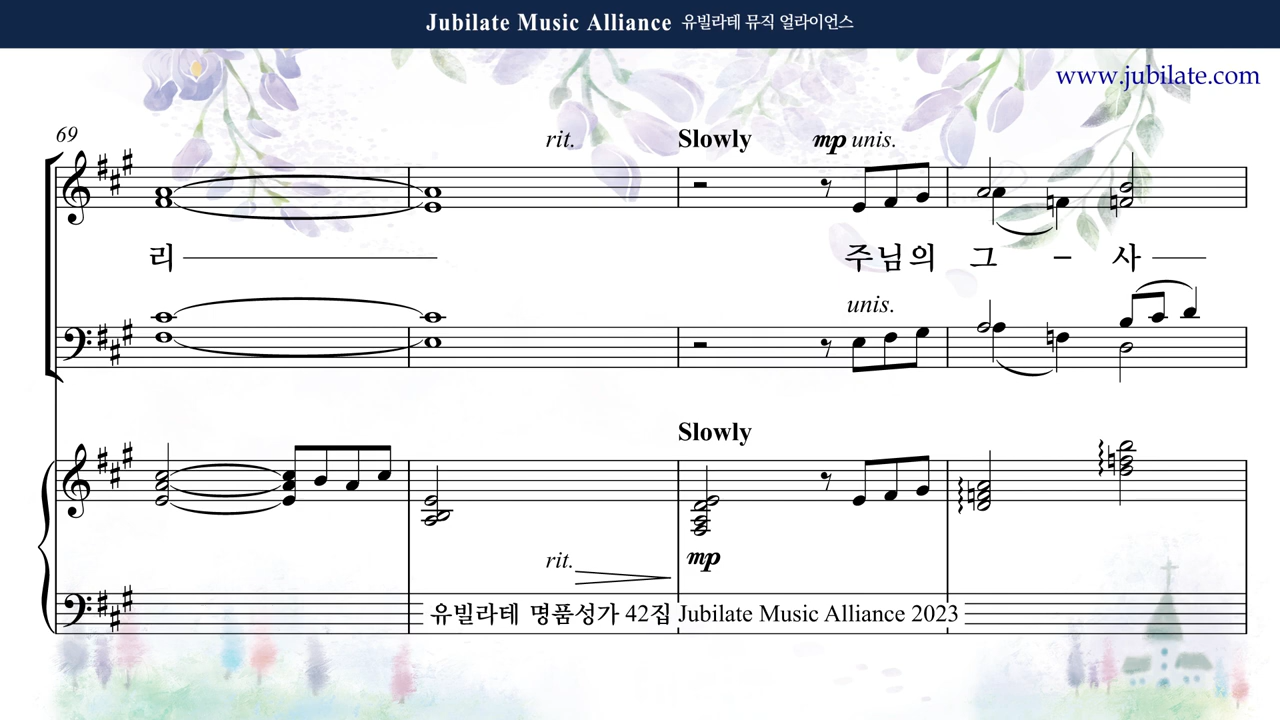 Jubilate Music Alliance 유빌라테 뮤직 얼라이언스
www.jubilate.com
69
rit. Slowly mp unis.
리 주님의 그 - 사
unis.
Slowly
rit. mp
유빌라테 명품성가 42집 Jubilate Music Alliance 2023